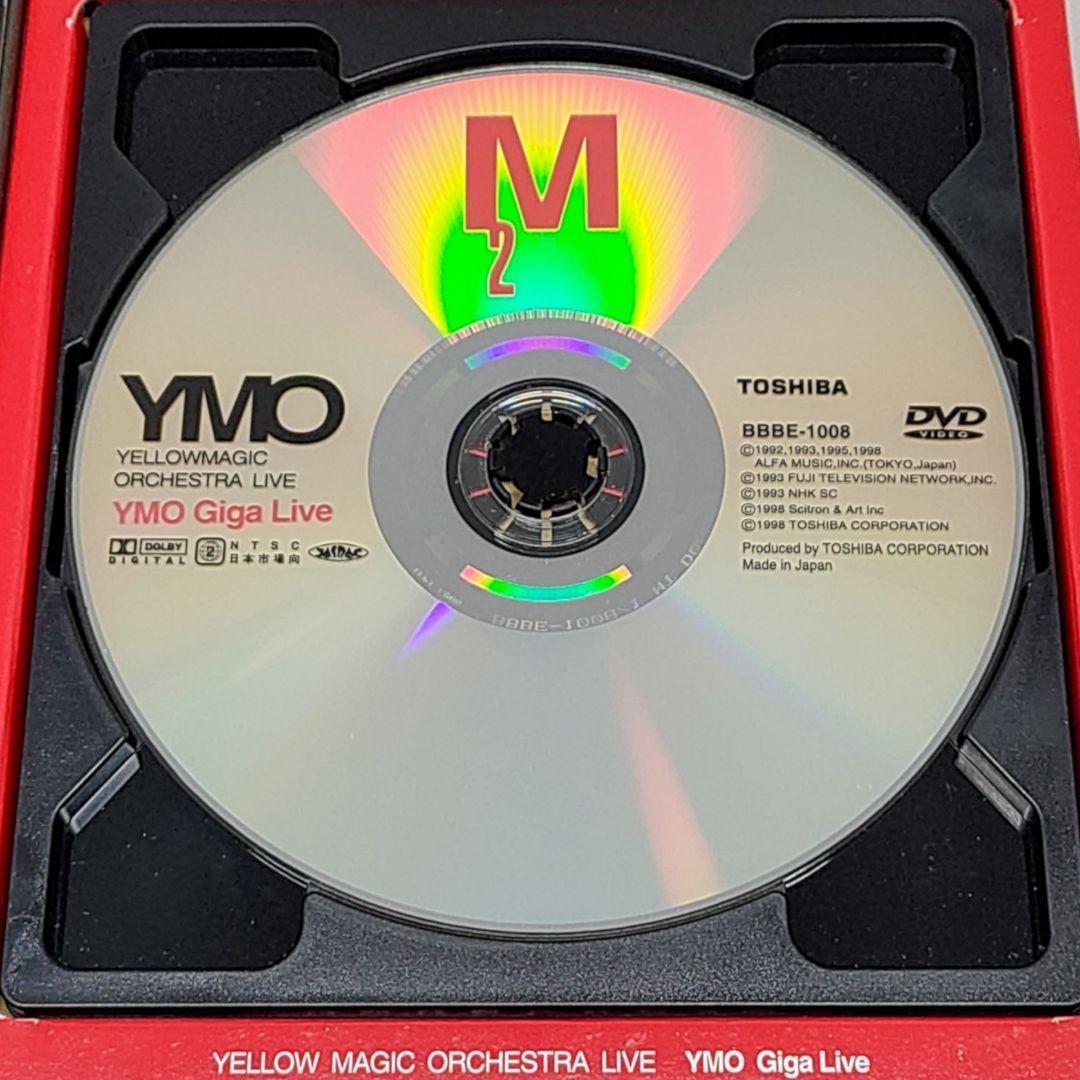 M
2
YMO
YELLOWMAGIC
ORCHESTRA LIVE
YMO Giga Live
DOLBY
DIGITAL
2
NTSC
日本市場向
TOSHIBA
BBBE-1008
DVD
VIDEO
©1992,1993,1995,1998
ALFA MUSIC,INC.(TOKYO,Japan)
©1993 FUJI TELEVISION NETWORK,INC.
©1993 NHK SC
©1998 Scitron & Art Inc
©1998 TOSHIBA CORPORATION
Produced by TOSHIBA CORPORATION
Made in Japan
BBBE-1008
YELLOW MAGIC ORCHESTRA LIVE YMO Giga Live